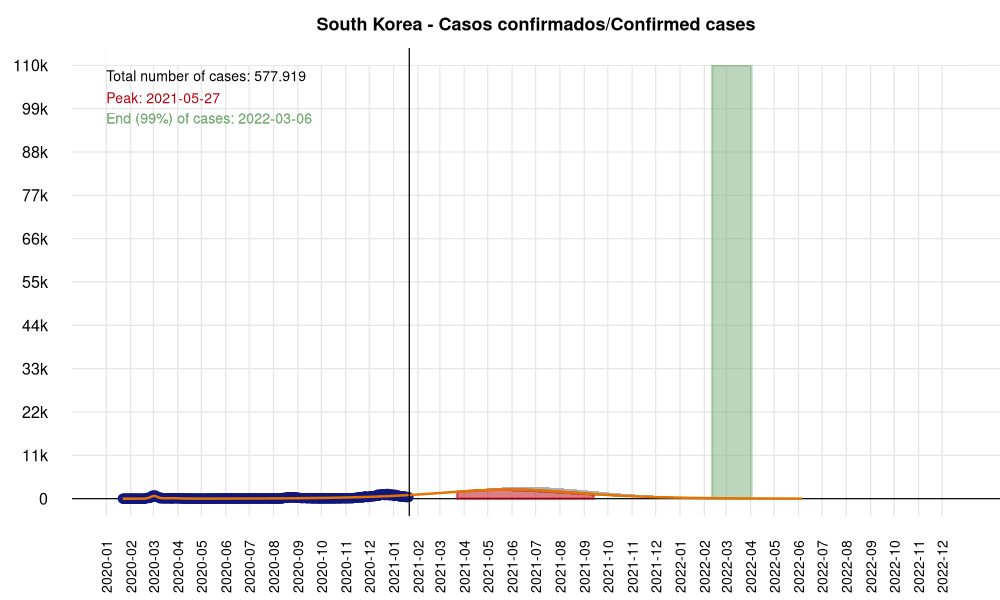 South Korea - Casos confirmados/Confirmed cases
Total number of cases: 577.919
Peak: 2021-05-27
End (99%) of cases: 2022-03-06
110k
99k
88k
77k
66k
55k
44k
33k
22k
11k
0
2020-01
2020-02
2020-03
2020-04
2020-05
2020-06
2020-07
2020-08
2020-09
2020-10
2020-11
2020-12
2021-01
2021-02
2021-03
2021-04
2021-05
2021-06
2021-07
2021-08
2021-09
2021-10
2021-11
2021-12
2022-01
2022-02
2022-03
2022-04
2022-05
2022-06
2022-07
2022-08
2022-09
2022-10
2022-11
2022-12